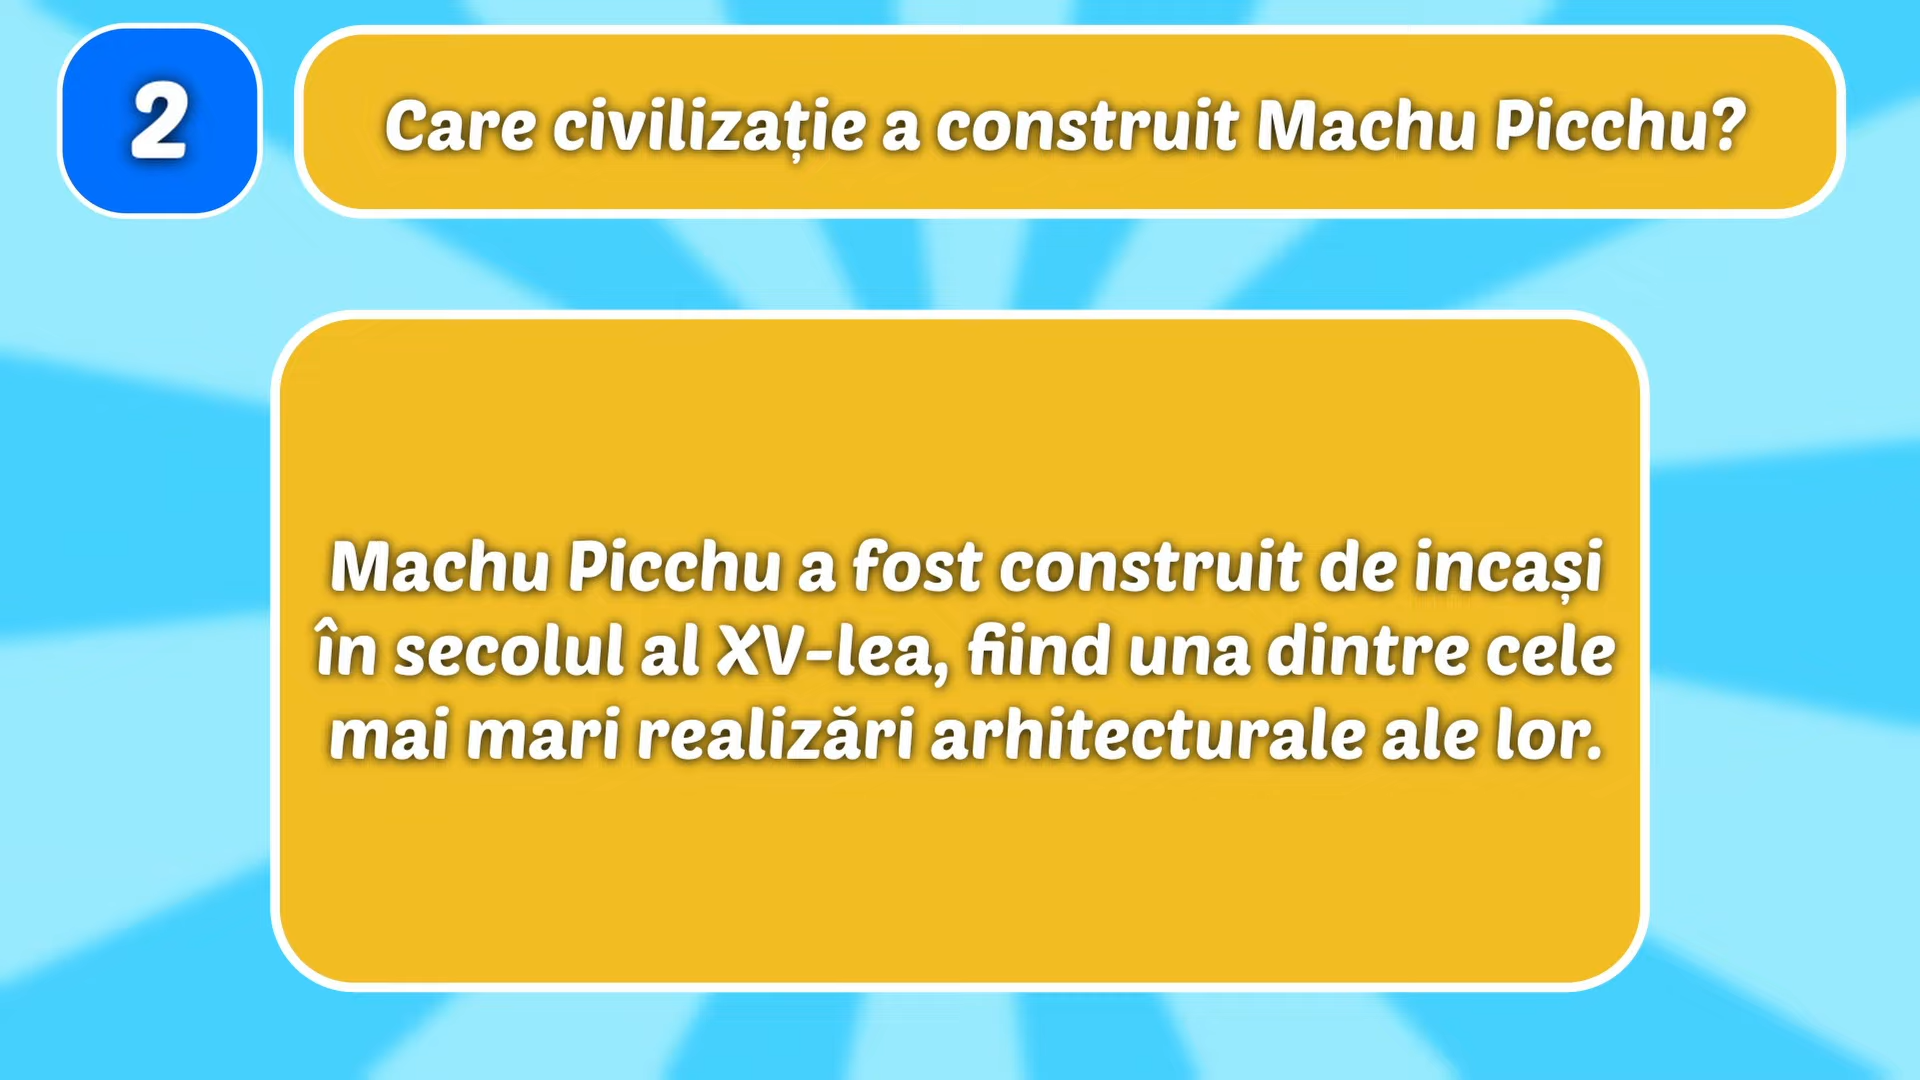 2
Care civilizație a construit Machu Picchu?
Machu Picchu a fost construit de incași
în secolul al XV-lea, fiind una dintre cele
mai mari realizări arhitecturale ale lor.